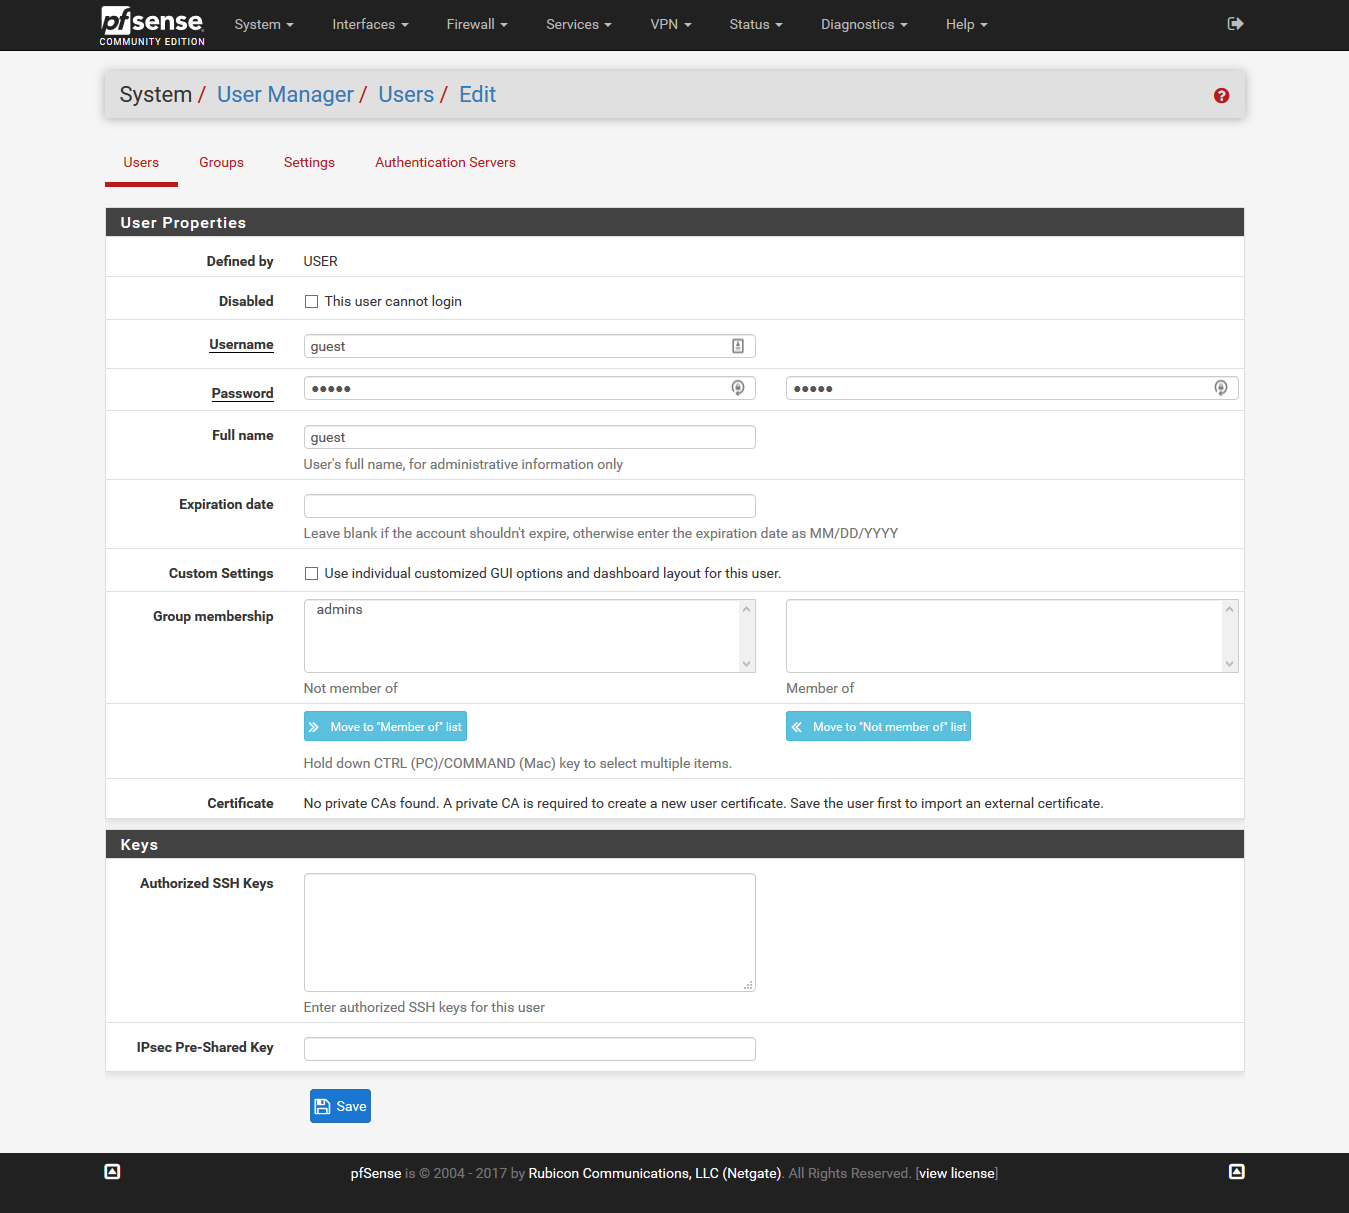 pfsense
COMMUNITY EDITION
System Interfaces Firewall Services VPN Status Diagnostics Help
System / User Manager / Users / Edit
Users Groups Settings Authentication Servers
User Properties
Defined by USER
Disabled This user cannot login
Username guest
Password ●●●●● ●●●●●
Full name guest
User's full name, for administrative information only
Expiration date
Leave blank if the account shouldn't expire, otherwise enter the expiration date as MM/DD/YYYY
Custom Settings Use individual customized GUI options and dashboard layout for this user.
Group membership admins
Not member of Member of
Move to "Member of" list Move to "Not member of" list
Hold down CTRL (PC)/COMMAND (Mac) key to select multiple items.
Certificate No private CAs found. A private CA is required to create a new user certificate. Save the user first to import an external certificate.
Keys
Authorized SSH Keys
Enter authorized SSH keys for this user
IPsec Pre-Shared Key
Save
pfSense is © 2004 - 2017 by Rubicon Communications, LLC (Netgate). All Rights Reserved. [view license]